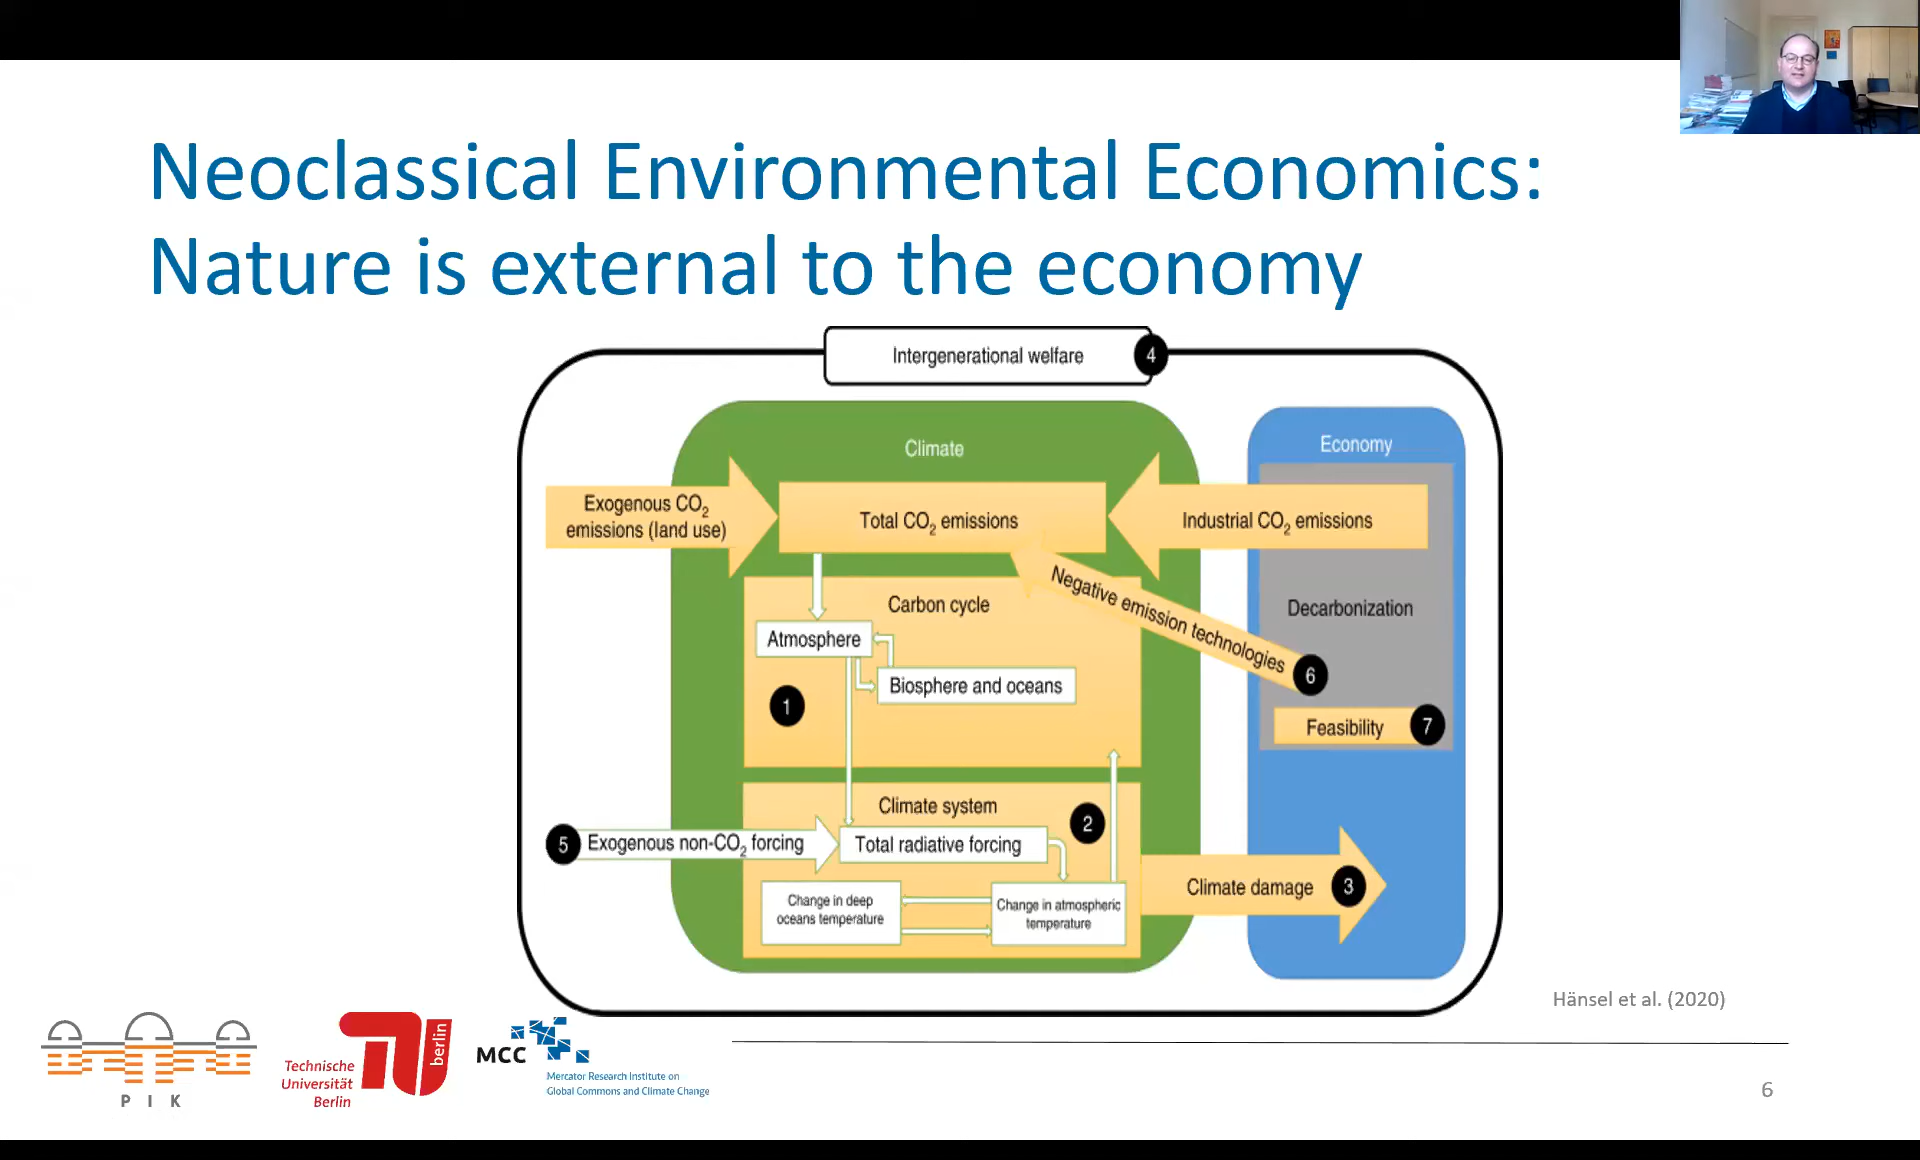 Neoclassical Environmental Economics:
Nature is external to the economy
Intergenerational welfare
4
Climate
Economy
Exogenous CO₂
emissions (land use)
Total CO₂ emissions
Industrial CO₂ emissions
Negative emission technologies
6
Carbon cycle
Decarbonization
Atmosphere
Biosphere and oceans
1
Feasibility
7
Climate system
2
5
Exogenous non-CO₂ forcing
Total radiative forcing
Change in deep
oceans temperature
Change in atmospheric
temperature
Climate damage
3
Hänsel et al. (2020)
P I K
Technische
Universität
Berlin
berlin
MCC
Mercator Research Institute on
Global Commons and Climate Change
6